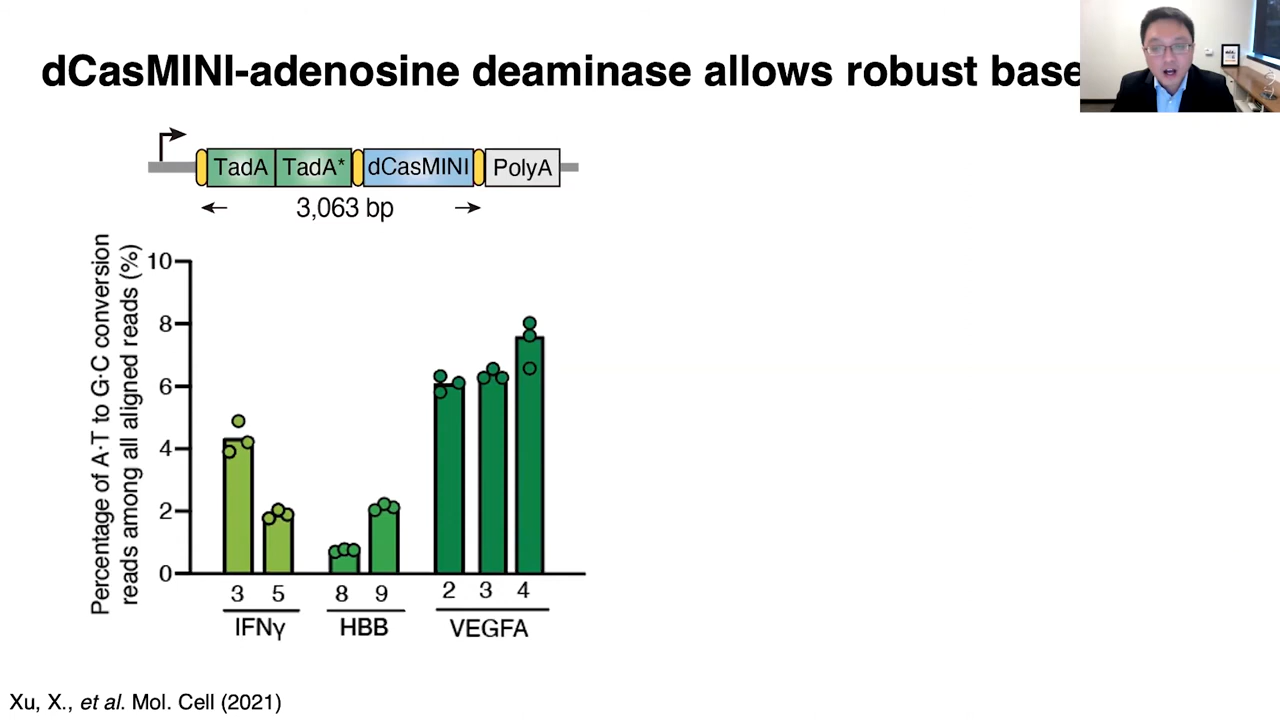 dCasMINI-adenosine deaminase allows robust base
TadA TadA* dCasMINI PolyA
3,063 bp
Percentage of A·T to G·C conversion
reads among all aligned reads (%)
10
8
6
4
2
0
3 5 8 9 2 3 4
IFNγ HBB VEGFA
Xu, X., et al. Mol. Cell (2021)